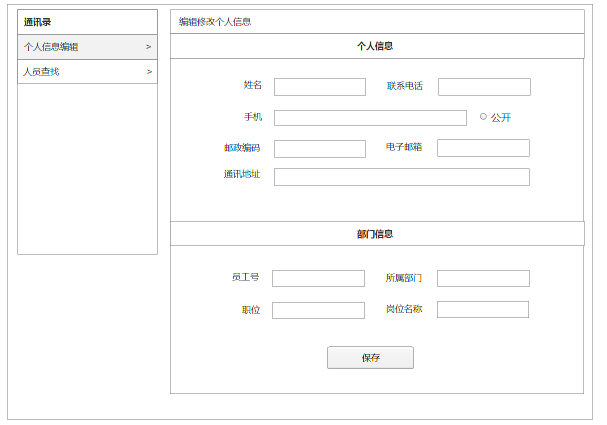 通讯录
个人信息编辑 >
人员查找 >
编辑修改个人信息
个人信息
姓名 联系电话
手机 公开
邮政编码 电子邮箱
通讯地址
部门信息
员工号 所属部门
职位 岗位名称
保存